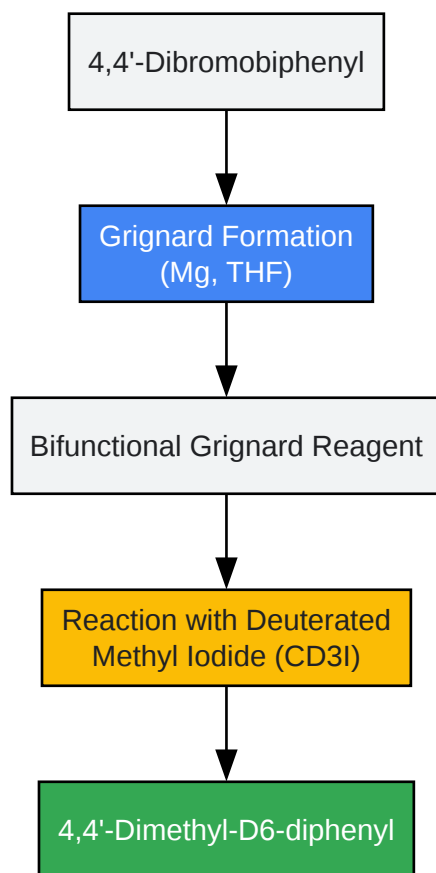 4,4'-Dibromobiphenyl
Grignard Formation
(Mg, THF)
Bifunctional Grignard Reagent
Reaction with Deuterated
Methyl Iodide (CD3I)
4,4'-Dimethyl-D6-diphenyl